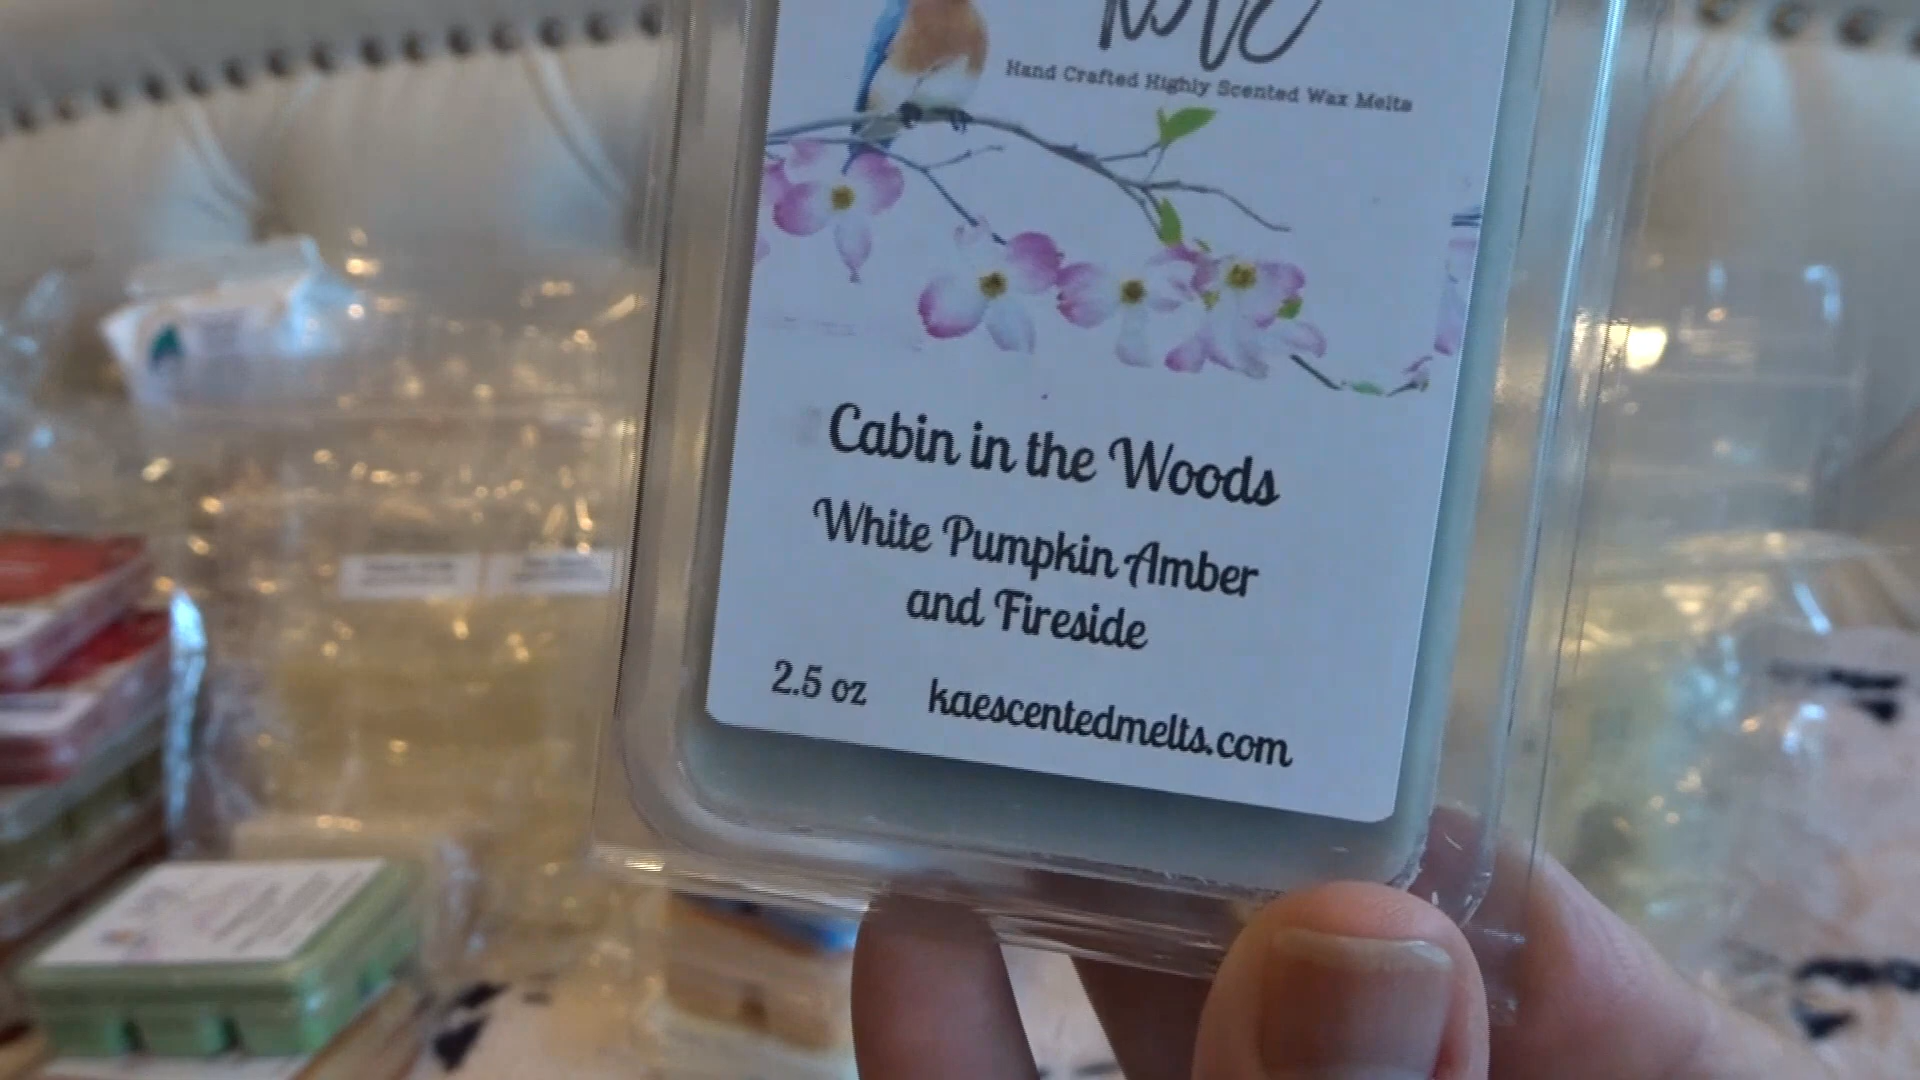 Hand Crafted Highly Scented Wax Melts
Cabin in the Woods
White Pumpkin Amber
and Fireside
2.5 oz kaescentedmelts.com